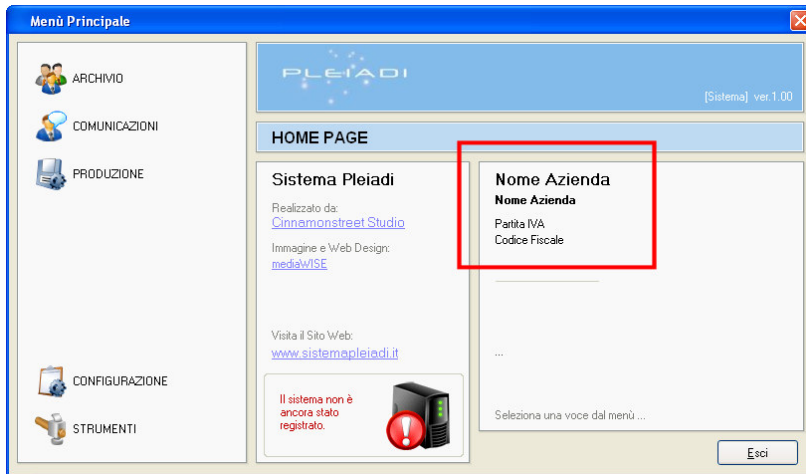 Menù Principale
ARCHIVIO
COMUNICAZIONI
PRODUZIONE
CONFIGURAZIONE
STRUMENTI
PLEIADI
[Sistema] ver.1.00
HOME PAGE
Sistema Pleiadi
Realizzato da:
Cinnamonstreet Studio
Immagine e Web Design:
mediaWISE
Visita il Sito Web:
www.sistemapleiadi.it
Il sistema non è
ancora stato
registrato.
Nome Azienda
Nome Azienda
Partita IVA
Codice Fiscale
...
Seleziona una voce dal menù ...
Esci